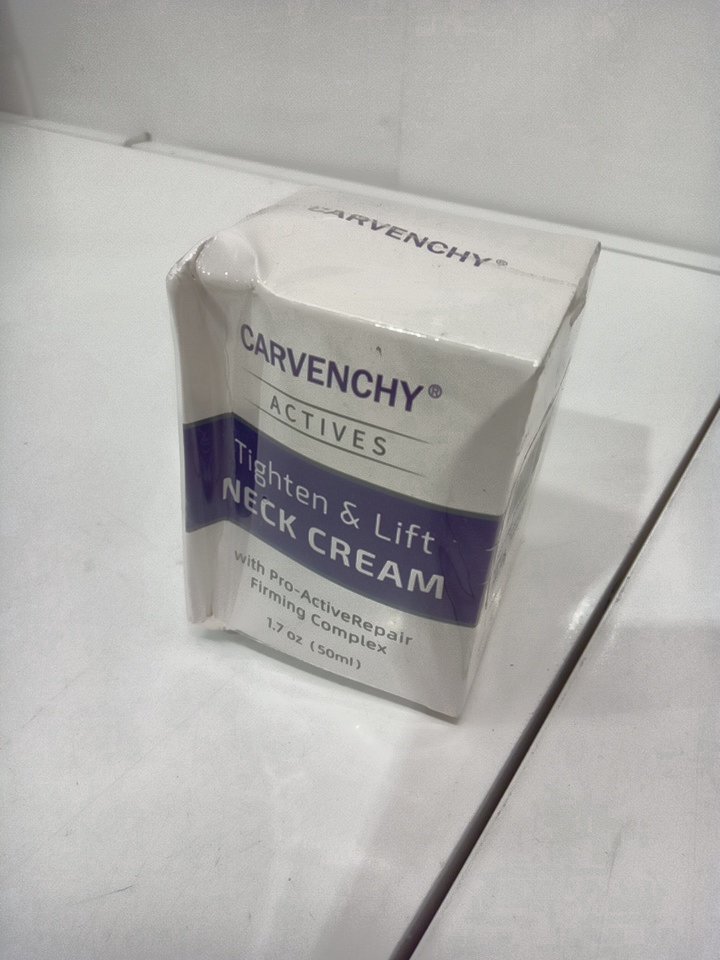 CARVENCHY®
CARVENCHY®
ACTIVES
Tighten & Lift
NECK CREAM
with Pro-ActiveRepair
Firming Complex
1.7 oz (50ml)